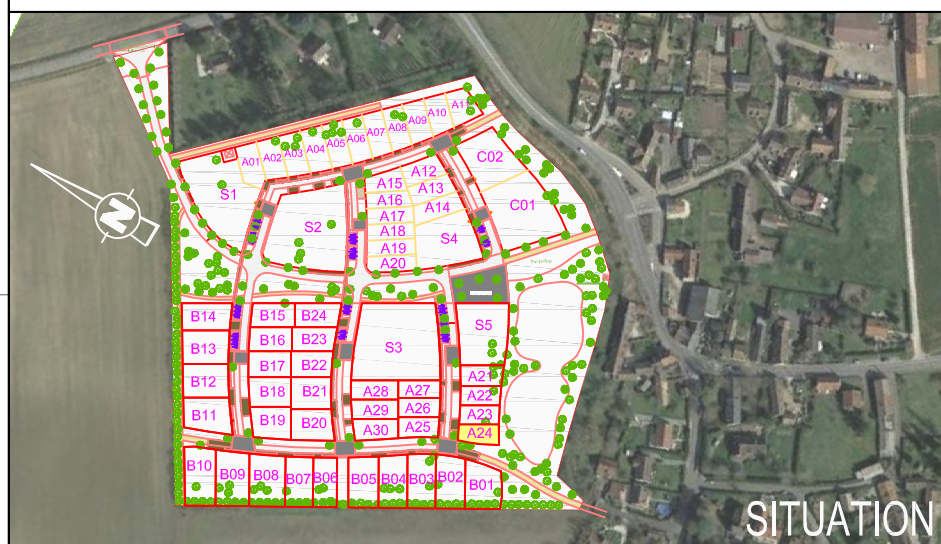 A11
A10
A09
A08
A07
A06
A05
A04
A03
A02
A01
C02
A12
A15
A13
S1
A16
C01
A14
A17
S2
A18
S4
A19
A20
B14
B15
B24
S5
B16
B23
B13
S3
B17
B22
A21
B12
B18
B21
A28
A27
A22
B11
A29
A26
A23
B19
B20
A30
A25
A24
B10
B09
B08
B07
B06
B05
B04
B03
B02
B01
N
SITUATION